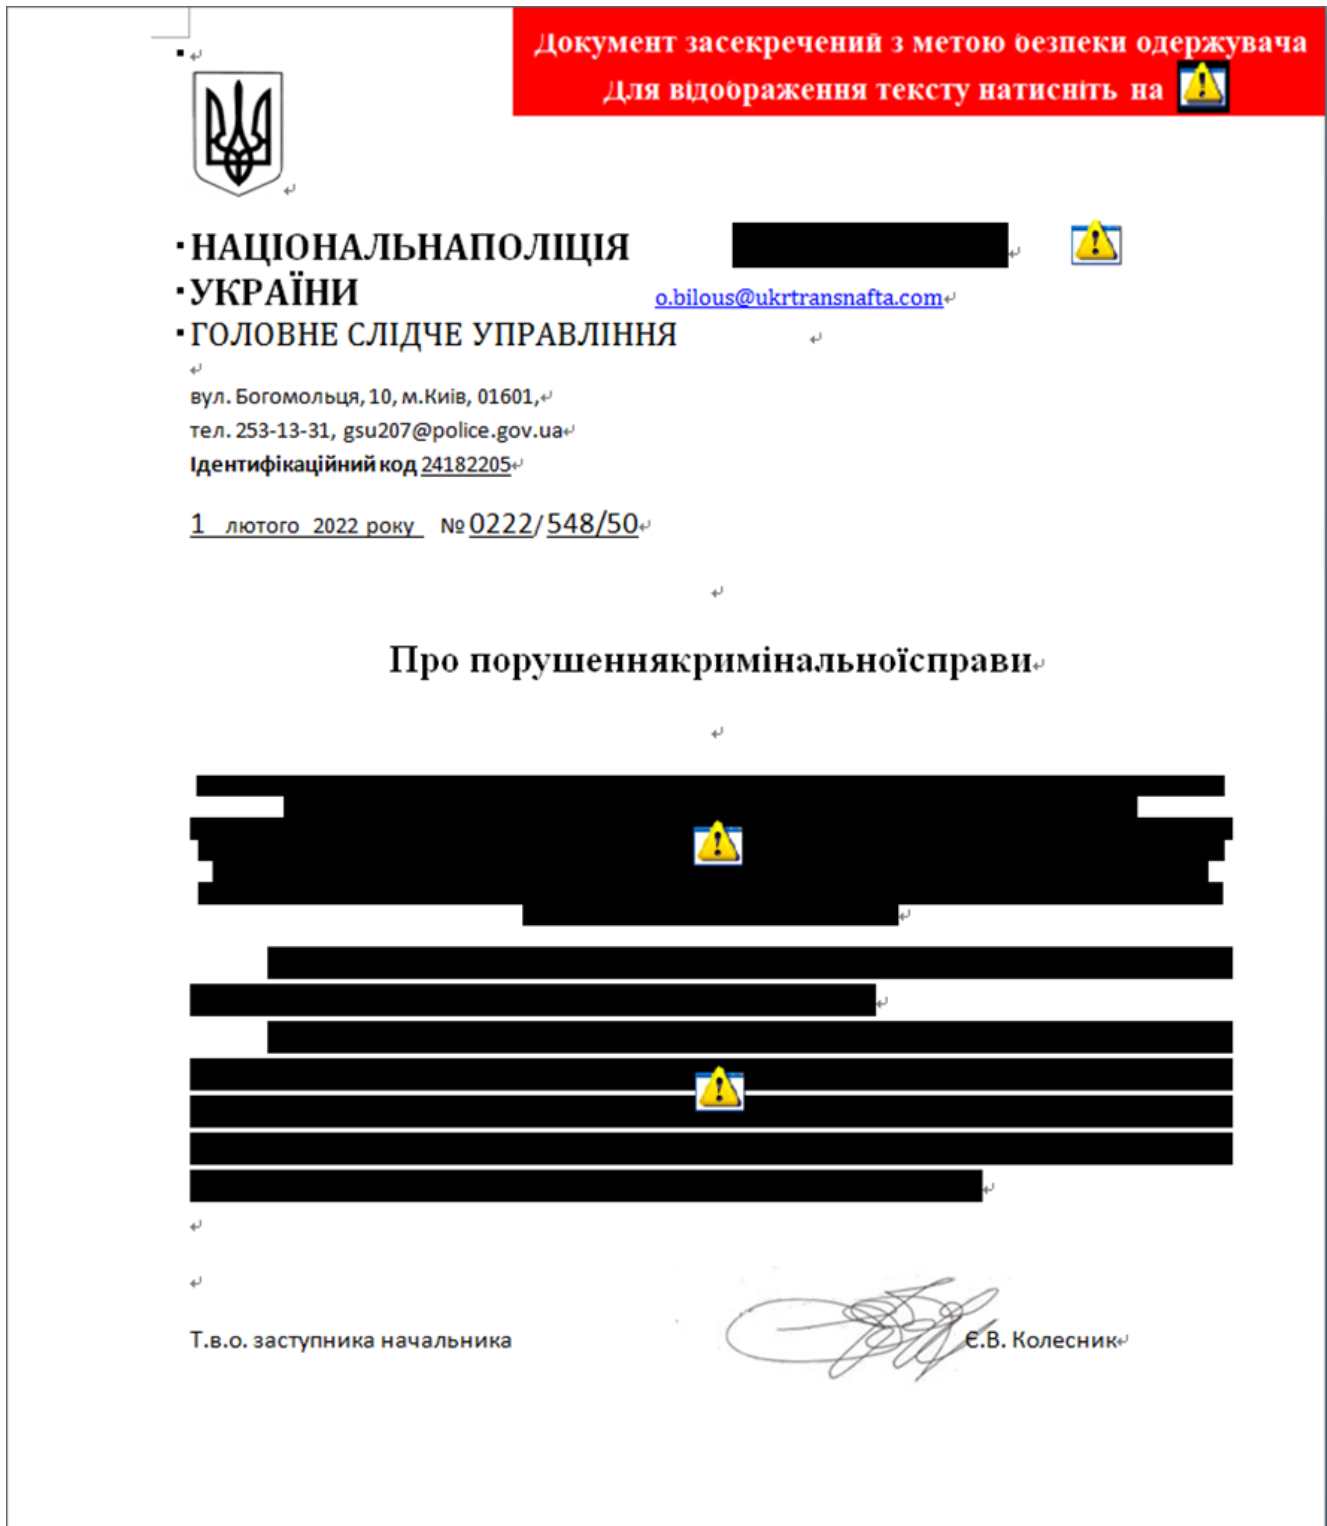 Документ засекречений з метою безпеки одержувача
Для відображення тексту натисніть на
НАЦІОНАЛЬНАПОЛІЦІЯ
УКРАЇНИ
o.bilous@ukrtransnafta.com
ГОЛОВНЕ СЛІДЧЕ УПРАВЛІННЯ
вул. Богомольця, 10, м.Київ, 01601,
тел. 253-13-31, gsu207@police.gov.ua
Ідентифікаційний код 24182205
1 лютого 2022 року № 0222/ 548/50
Про порушеннякримінальноїсправи
Т.в.о. заступника начальника Є.В. Колесник